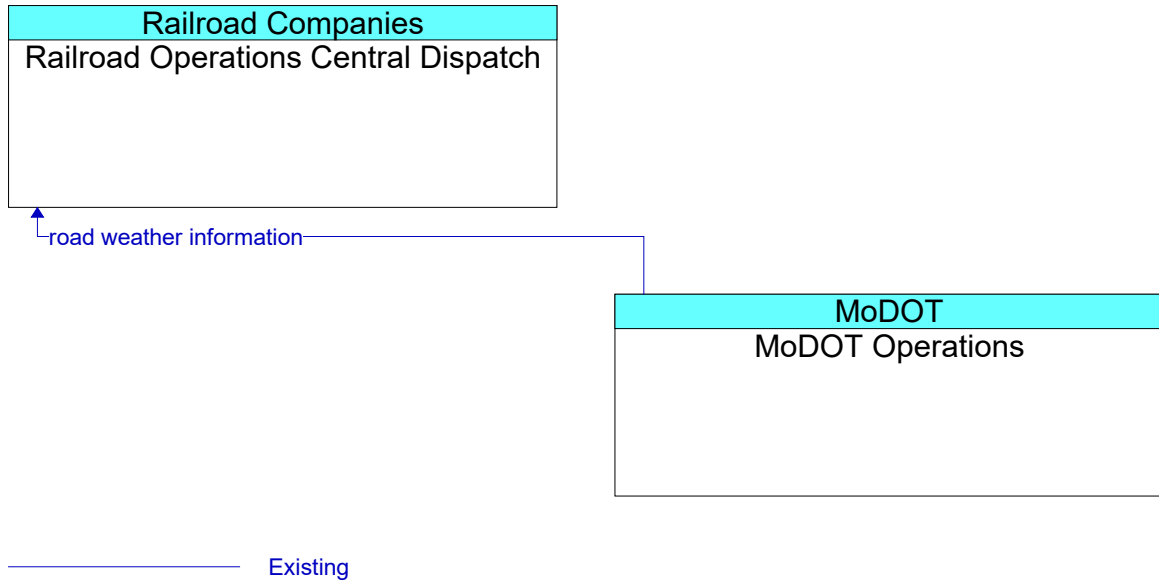 Railroad Companies
Railroad Operations Central Dispatch
road weather information
MoDOT
MoDOT Operations
Existing